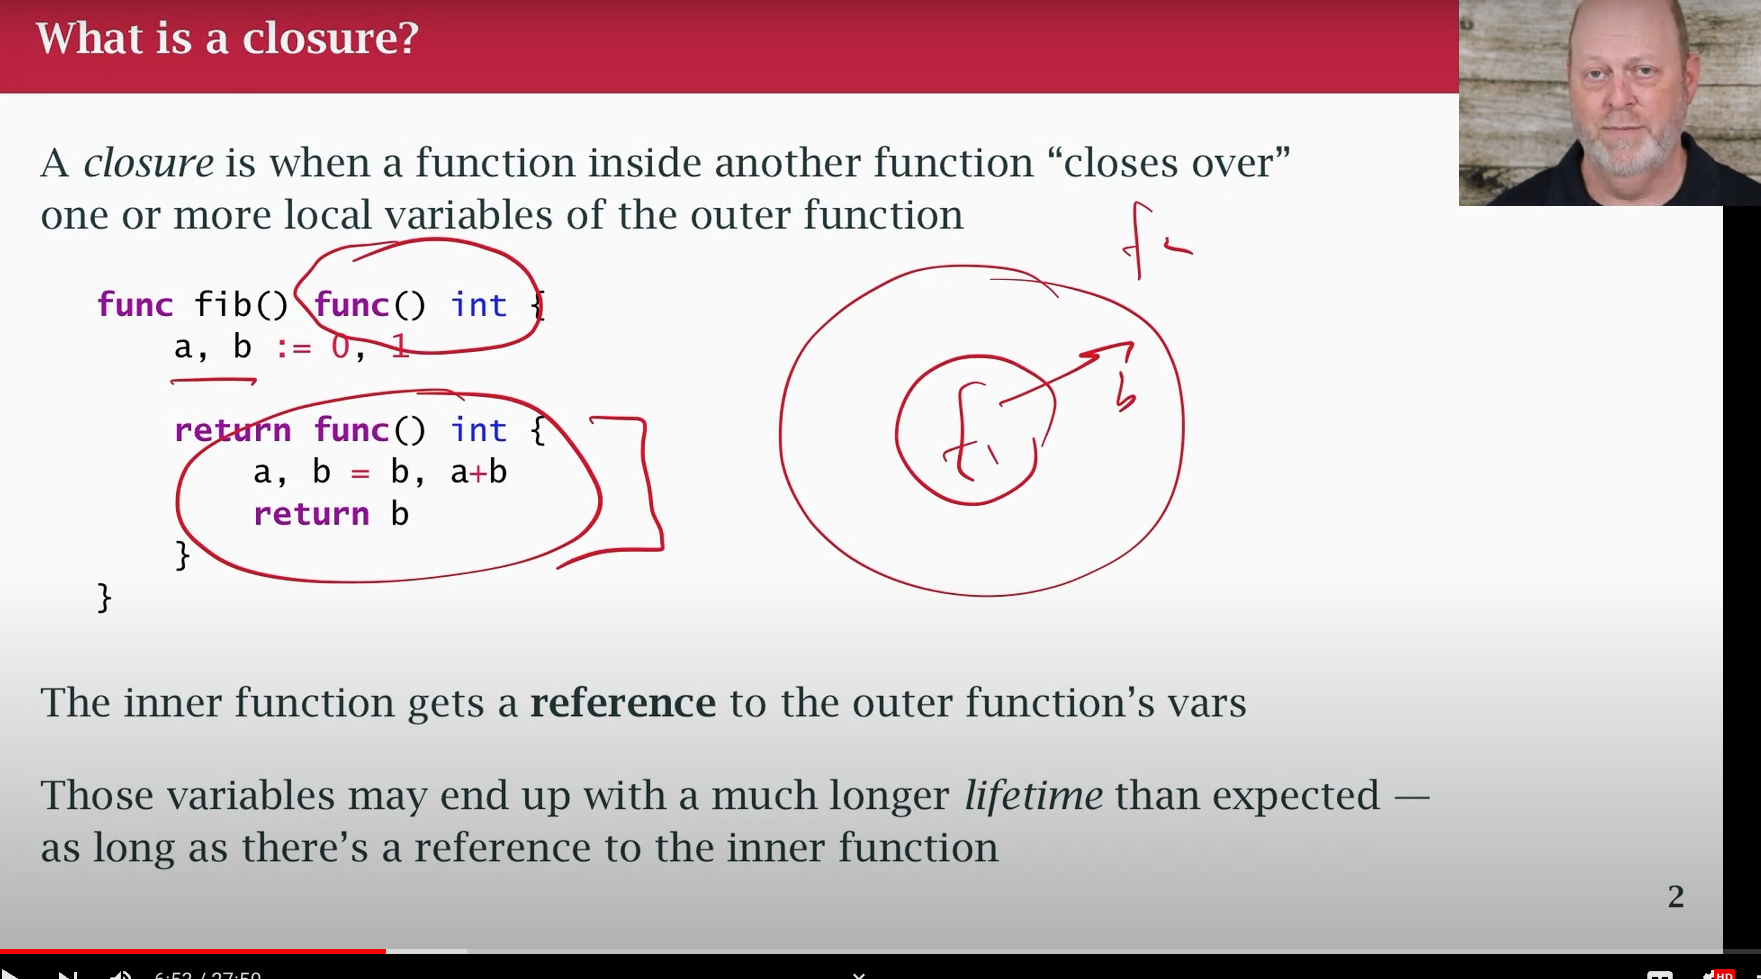 What is a closure?
A closure is when a function inside another function “closes over”
one or more local variables of the outer function
func fib() func() int {
a, b := 0, 1
return func() int {
a, b = b, a+b
return b
}
}
b
The inner function gets a reference to the outer function’s vars
Those variables may end up with a much longer lifetime than expected —
as long as there’s a reference to the inner function
2
6:53 / 27:50
HD